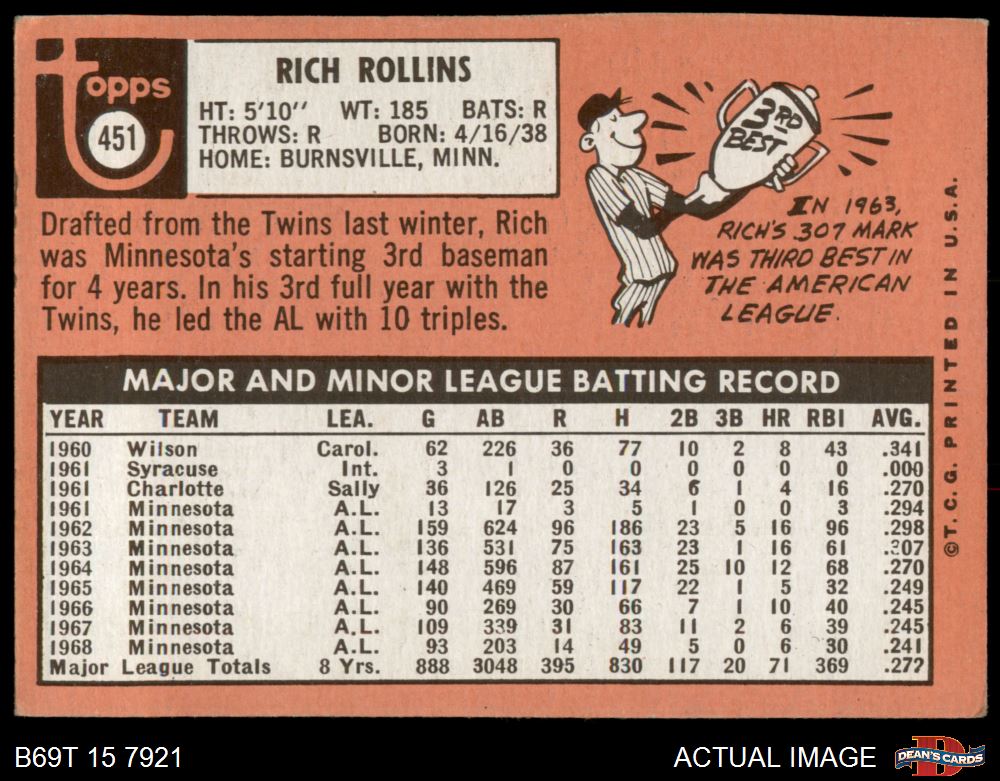 Topps
451
RICH ROLLINS
HT: 5'10'' WT: 185 BATS: R
THROWS: R BORN: 4/16/38
HOME: BURNSVILLE, MINN.
Drafted from the Twins last winter, Rich
was Minnesota's starting 3rd baseman
for 4 years. In his 3rd full year with the
Twins, he led the AL with 10 triples.
3RD
BEST
IN 1963,
RICH'S .307 MARK
WAS THIRD BEST IN
THE AMERICAN
LEAGUE.
MAJOR AND MINOR LEAGUE BATTING RECORD
YEAR TEAM LEA. G AB R H 2B 3B HR RBI AVG.
1960 Wilson Carol. 62 226 36 77 10 2 8 43 .341
1961 Syracuse Int. 3 1 0 0 0 0 0 0 .000
1961 Charlotte Sally 36 126 25 34 6 1 4 16 .270
1961 Minnesota A.L. 13 17 3 5 1 0 0 3 .294
1962 Minnesota A.L. 159 624 96 186 23 5 16 96 .298
1963 Minnesota A.L. 136 531 75 163 23 1 16 61 .307
1964 Minnesota A.L. 148 596 87 161 25 10 12 68 .270
1965 Minnesota A.L. 140 469 59 117 22 1 5 32 .249
1966 Minnesota A.L. 90 269 30 66 7 1 10 40 .245
1967 Minnesota A.L. 109 339 31 83 11 2 6 39 .245
1968 Minnesota A.L. 93 203 14 49 5 0 6 30 .241
Major League Totals 8 Yrs. 888 3048 395 830 117 20 71 369 .272
©T. C. G. PRINTED IN U.S.A.
B69T 15 7921
ACTUAL IMAGE
D
DEAN'S CARDS